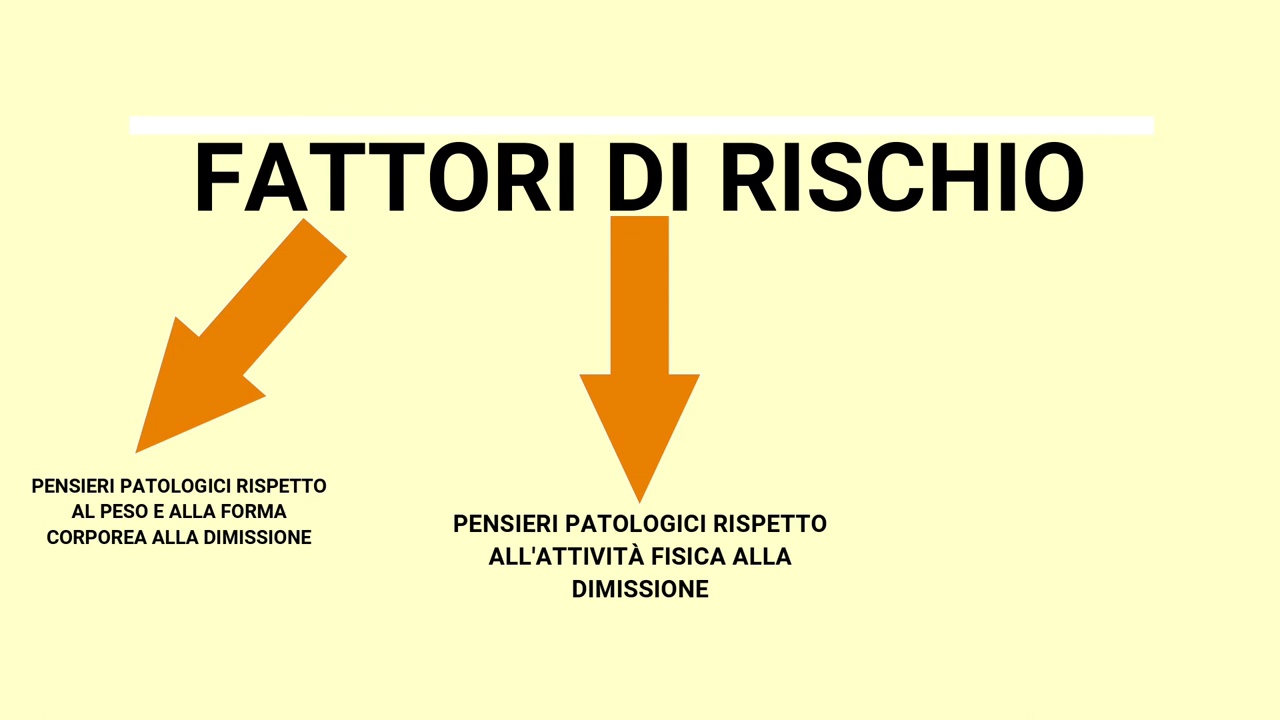 FATTORI DI RISCHIO
PENSIERI PATOLOGICI RISPETTO
AL PESO E ALLA FORMA
CORPOREA ALLA DIMISSIONE
PENSIERI PATOLOGICI RISPETTO
ALL'ATTIVITÀ FISICA ALLA
DIMISSIONE